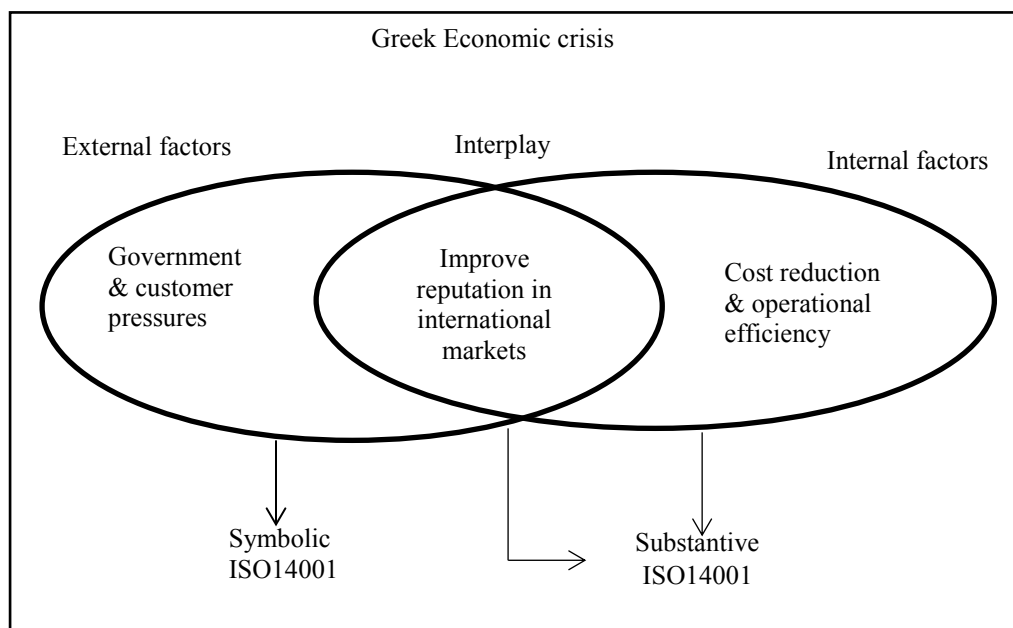 Greek Economic crisis
External factors
Interplay
Internal factors
Government
& customer
pressures
Improve
reputation in
international
markets
Cost reduction
& operational
efficiency
Symbolic
ISO14001
Substantive
ISO14001